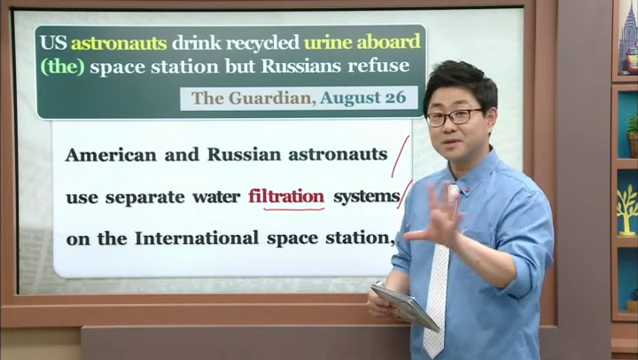 US astronauts drink recycled urine aboard
(the) space station but Russians refuse
The Guardian, August 26
American and Russian astronauts
use separate water filtration systems
on the International space station,